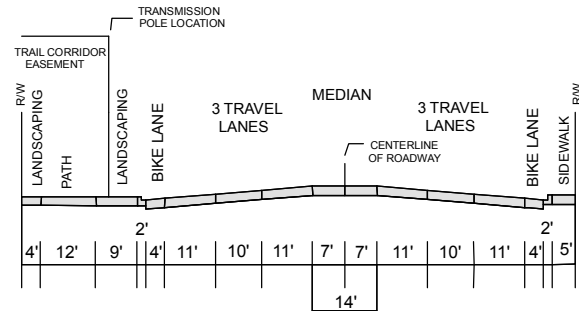 TRANSMISSION
POLE LOCATION
TRAIL CORRIDOR
EASEMENT
R/W
LANDSCAPING
PATH
LANDSCAPING
BIKE LANE
3 TRAVEL
LANES
MEDIAN
CENTERLINE
OF ROADWAY
3 TRAVEL
LANES
BIKE LANE
SIDEWALK
R/W
2'
2'
4' 12' 9' 4' 11' 10' 11' 7' 7' 11' 10' 11' 4' 5'
14'